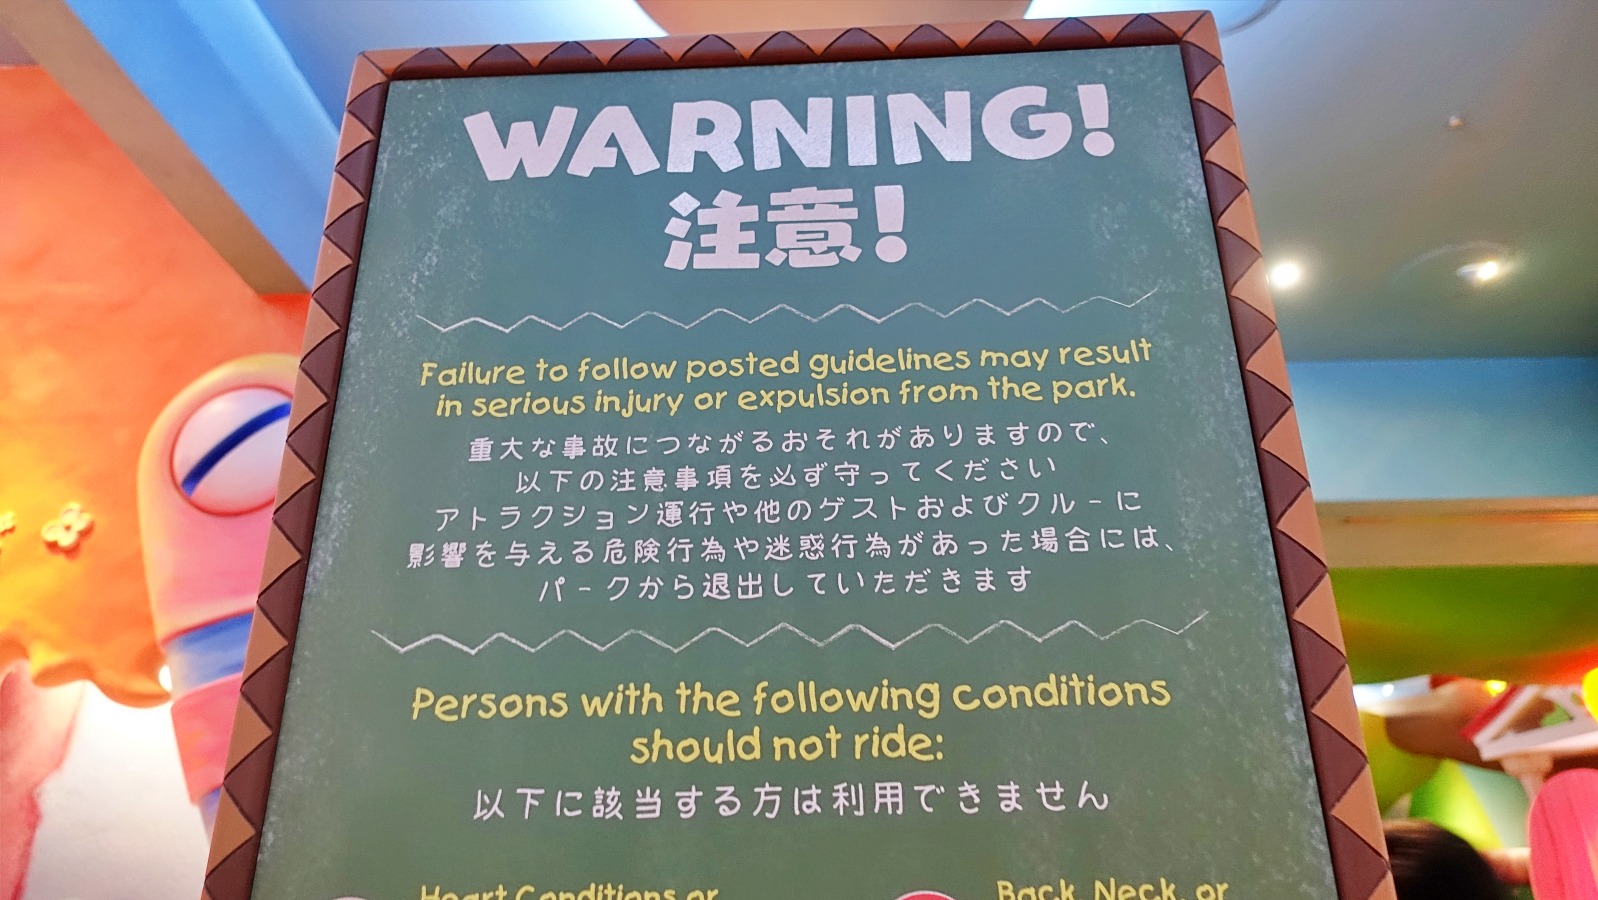 WARNING!
注意!
Failure to follow posted guidelines may result
in serious injury or expulsion from the park.
重大な事故につながるおそれがありますので、
以下の注意事項を必ず守ってください
アトラクション運行や他のゲストおよびクルーに
影響を与える危険行為や迷惑行為があった場合には、
パークから退出していただきます
Persons with the following conditions
should not ride:
以下に該当する方は利用できません
Heart Conditions or
Back, Neck, or